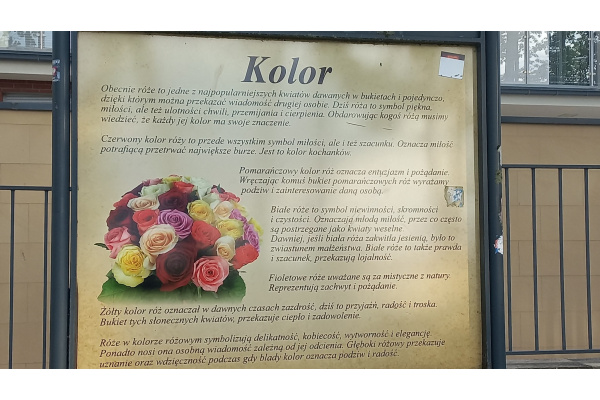 Kolor
Obecnie róże to jedne z najpopularniejszych kwiatów dawanych w bukietach i pojedynczo,
dzięki którym można przekazać wiadomość drugiej osobie. Dziś róża to symbol piękna,
miłości, ale też ulotności chwili, przemijania i cierpienia. Obdarowując kogoś różą musimy
wiedzieć, że każdy jej kolor ma swoje znaczenie.
Czerwony kolor róży to przede wszystkim symbol miłości, ale i też szacunku. Oznacza miłość
potrafiącą przetrwać największe burze. Jest to kolor kochanków.
Pomarańczowy kolor róż oznacza entuzjazm i pożądanie.
Wręczając komuś bukiet pomarańczowych róż wyrażamy
podziw i zainteresowanie daną osobą.
Białe róże to symbol niewinności, skromności
i czystości. Oznaczają młodą miłość, przez co często
są postrzegane jako kwiaty weselne
Dawniej, jeśli biała róża zakwitła jesienią, było to
zwiastunem małżeństwa. Białe róże to także prawda
i szacunek, przekazują lojalność.
Fioletowe róże uważane są za mistyczne z natury.
Reprezentują zachwyt i pożądanie.
Żółty kolor róż oznaczał w dawnych czasach zazdrość, dziś to przyjaźń, radość i troska.
Bukiet tych słonecznych kwiatów, przekazuje ciepło i zadowolenie.
Róże w kolorze różowym symbolizują delikatność, kobiecość, wytworność i elegancję.
Ponadto nosi ona osobną wiadomość zależną od jej odcienia. Głęboki różowy przekazuje
uznanie oraz wdzięczność podczas gdy blady kolor oznacza podziw i radość.